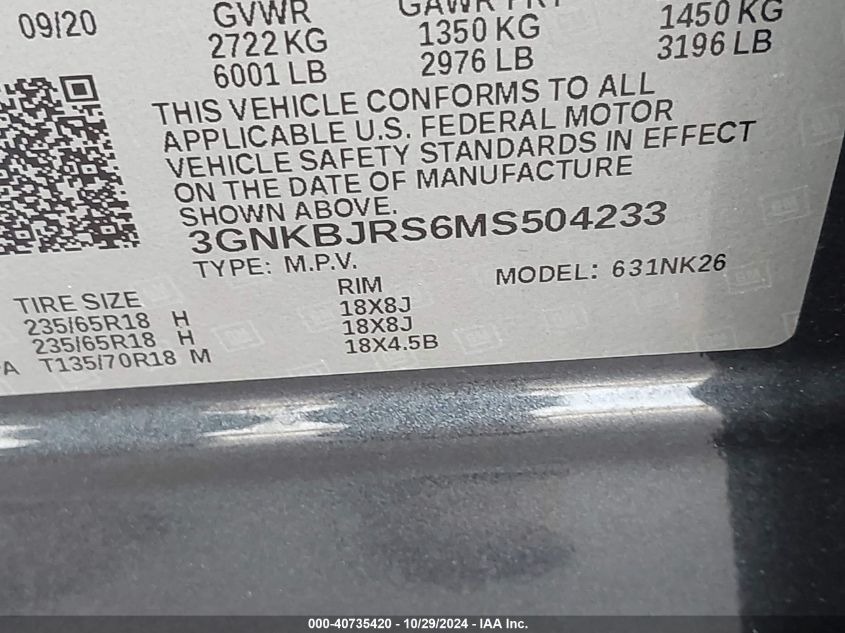 09/20 GVWR GAWR FRT
2722 KG 1350 KG 1450 KG
6001 LB 2976 LB 3196 LB
THIS VEHICLE CONFORMS TO ALL
APPLICABLE U.S. FEDERAL MOTOR
VEHICLE SAFETY STANDARDS IN EFFECT
ON THE DATE OF MANUFACTURE
SHOWN ABOVE.
3GNKBJRS6MS504233
TYPE: M.P.V. MODEL: 631NK26
TIRE SIZE RIM
235/65R18 H 18X8J
235/65R18 H 18X8J
T135/70R18 M 18X4.5B
000-40735420 - 10/29/2024 - IAA Inc.